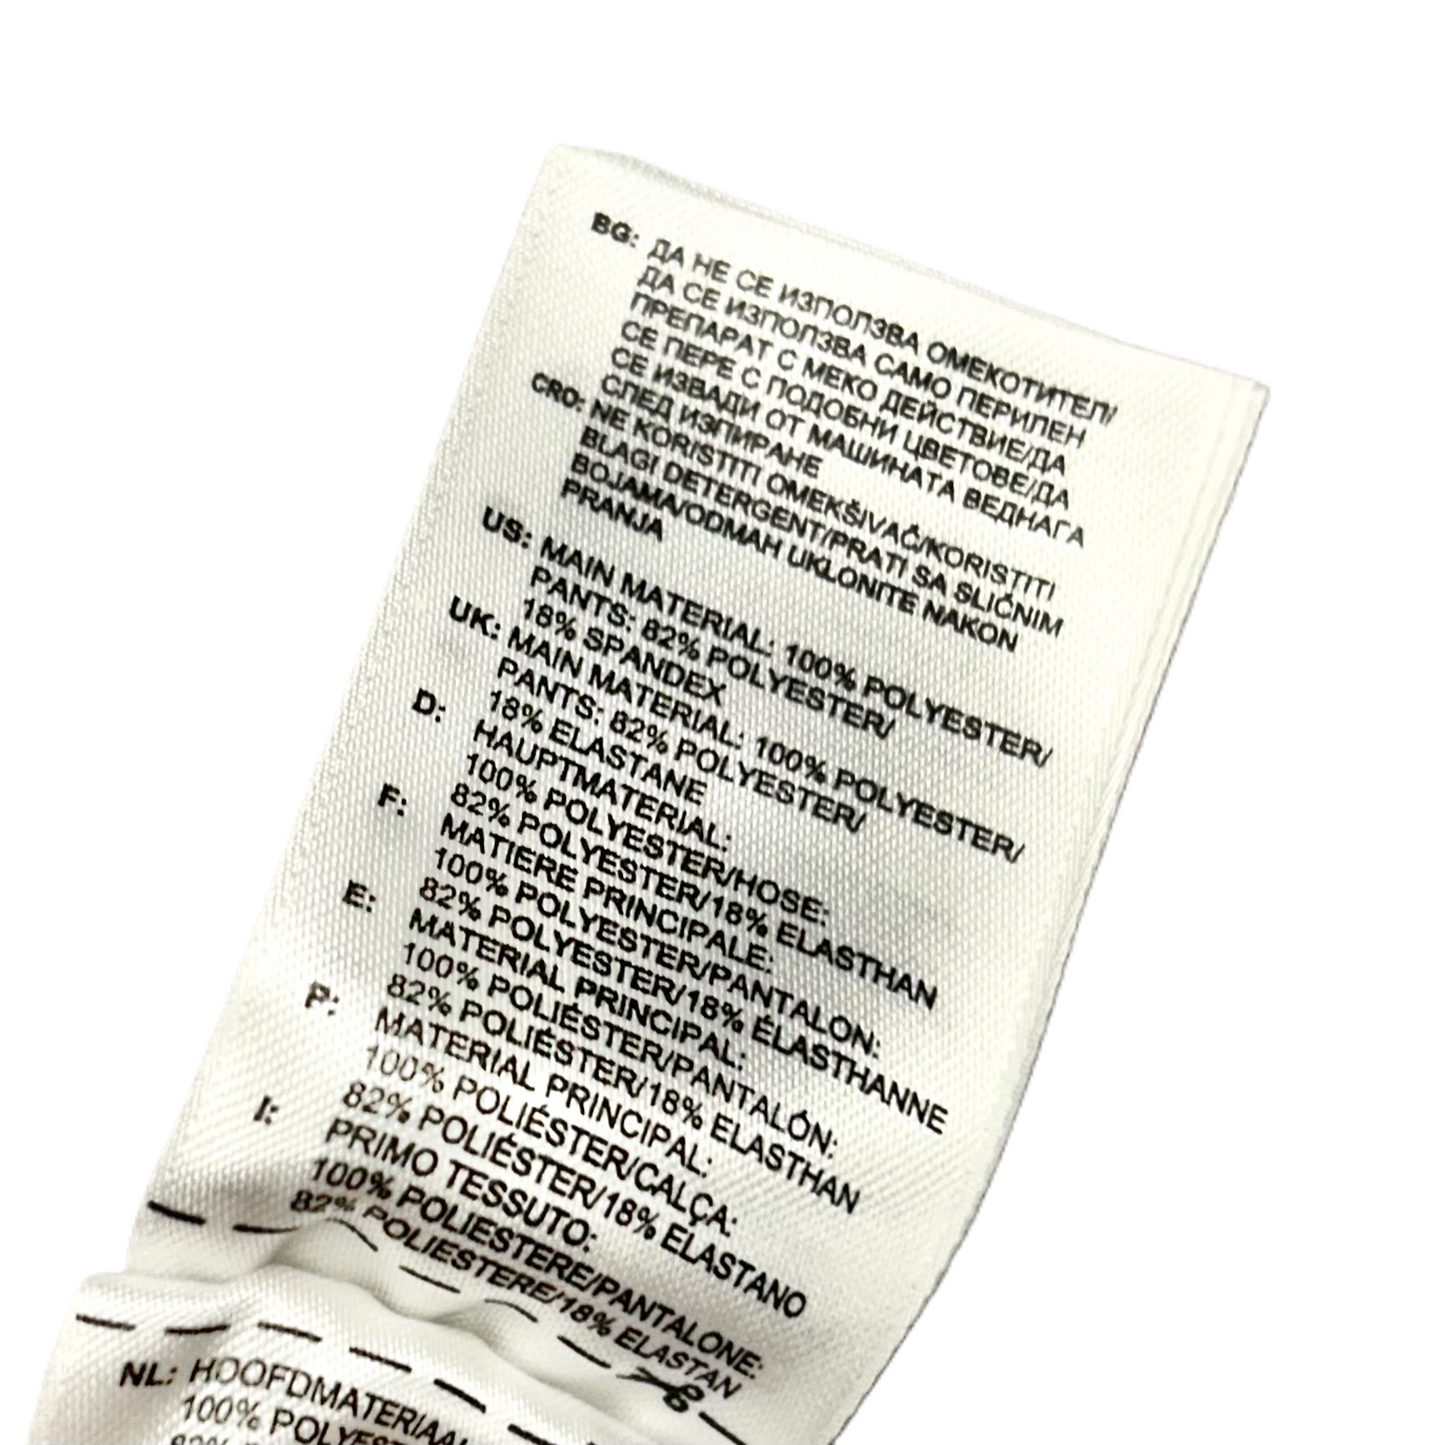 BG: ДА НЕ СЕ ИЗПОЛЗВА ОМЕКОТИТЕЛ/
ДА СЕ ИЗПОЛЗВА САМО ПЕРИЛЕН
ПРЕПАРАТ С МЕКО ДЕЙСТВИЕ/ДА
СЕ ПЕРЕ С ПОДОБНИ ЦВЕТОВЕ/ДА
СЕ ИЗВАДИ ОТ МАШИНАТА ВЕДНАГА
СЛЕД ИЗПИРАНЕ
CRO: NE KORISTITI OMEKŠIVAČ/KORISTITI
BLAGI DETERGENT/PRATI SA SLIČNIM
BOJAMA/ODMAH UKLONITE NAKON
PRANJA
US: MAIN MATERIAL: 100% POLYESTER/
PANTS: 82% POLYESTER/
18% SPANDEX
UK: MAIN MATERIAL: 100% POLYESTER/
PANTS: 82% POLYESTER/
18% ELASTANE
D: HAUPTMATERIAL:
100% POLYESTER/HOSE:
82% POLYESTER/18% ELASTHAN
F: MATIERE PRINCIPALE:
100% POLYESTER/PANTALON:
82% POLYESTER/18% ÉLASTHANNE
E: MATERIAL PRINCIPAL:
100% POLIÉSTER/PANTALÓN:
82% POLIÉSTER/18% ELASTHAN
P: MATERIAL PRINCIPAL:
100% POLIÉSTER/CALÇA:
82% POLIÉSTER/18% ELASTANO
I: PRIMO TESSUTO:
100% POLIESTERE/PANTALONE:
82% POLIESTERE/18% ELASTAN
NL: HOOFDMATERIAAL
100%